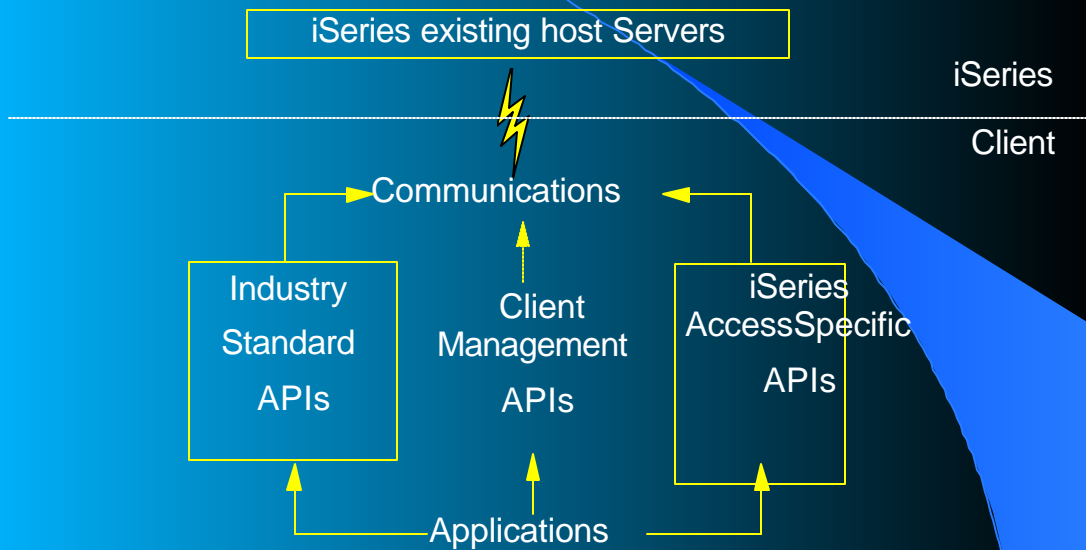 iSeries existing host Servers
iSeries
Client
Communications
Industry
Standard
APIs
Client
Management
APIs
iSeries
AccessSpecific
APIs
Applications